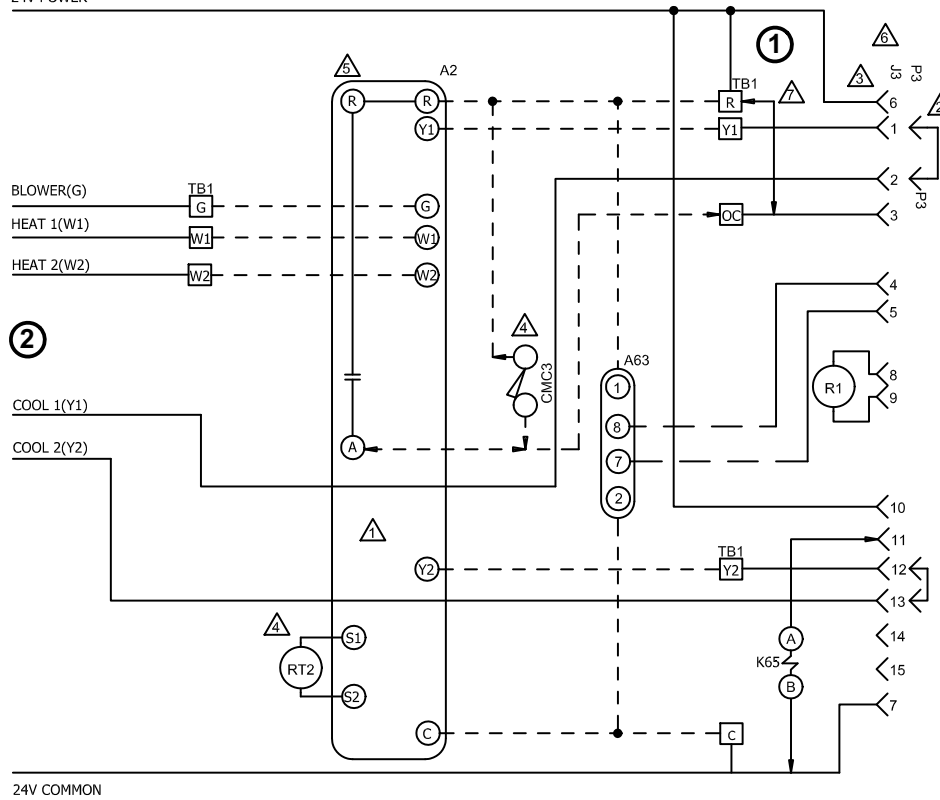 24V POWER
1
6
5
A2
3
J3
P3
TB1
7
2
R
R
R
6
Y1
Y1
1
BLOWER(G)
TB1
2
P3
G
G
OC
3
HEAT 1(W1)
W1
W1
HEAT 2(W2)
W2
W2
4
5
4
2
CMC3
A63
1
R1
8
9
COOL 1(Y1)
8
COOL 2(Y2)
A
7
2
10
1
11
TB1
Y2
Y2
12
13
4
S1
A
14
RT2
K65
15
S2
B
7
C
C
24V COMMON